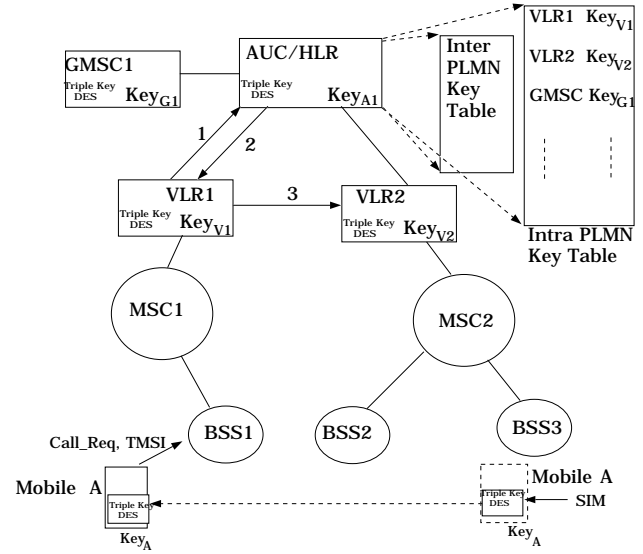 GMSC1
Triple Key
DES
Key_G1
AUC/HLR
Triple Key
DES
Key_A1
Inter
PLMN
Key
Table
VLR1 Key_V1
VLR2 Key_V2
GMSC Key_G1
Intra PLMN
Key Table
1
2
3
VLR1
Triple Key
DES
Key_V1
VLR2
Triple Key
DES
Key_V2
MSC1
MSC2
BSS1
BSS2
BSS3
Call_Req, TMSI
Mobile A
Triple Key
DES
Key_A
Mobile A
Triple Key
DES
SIM
Key_A